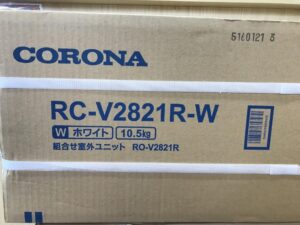 5160121 3
CORONA
RC-V2821R-W
W ホワイト 10.5kg
組合せ室外ユニット RO-V2821R